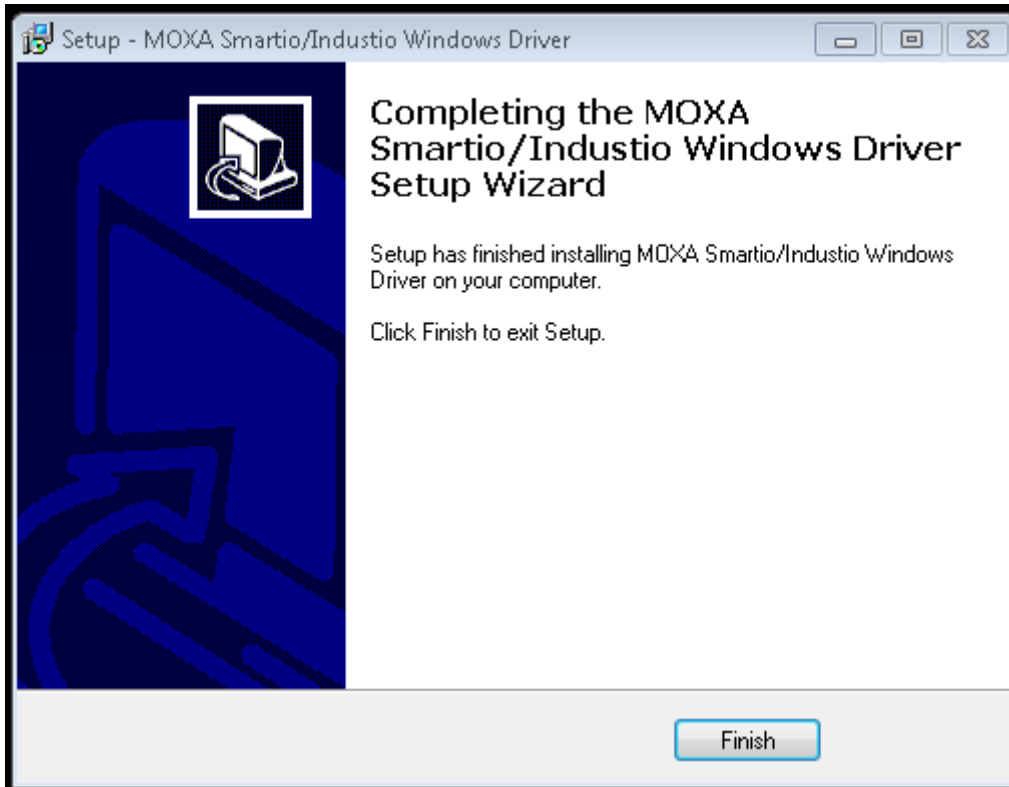 Setup - MOXA Smartio/Industio Windows Driver
Completing the MOXA
Smartio/Industio Windows Driver
Setup Wizard
Setup has finished installing MOXA Smartio/Industio Windows
Driver on your computer.
Click Finish to exit Setup.
Finish